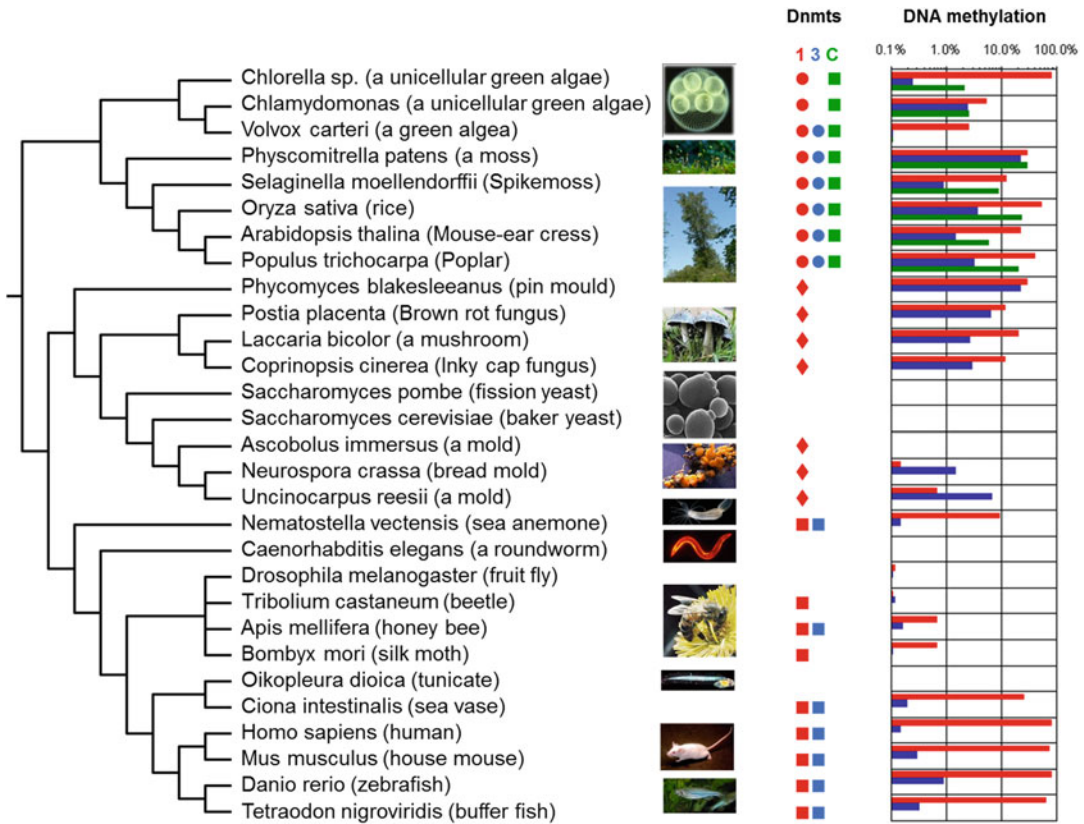 Dnmts DNA methylation
1 3 C 0.1% 1.0% 10.0% 100.0%
Chlorella sp. (a unicellular green algae)
Chlamydomonas (a unicellular green algae)
Volvox carteri (a green algea)
Physcomitrella patens (a moss)
Selaginella moellendorffii (Spikemoss)
Oryza sativa (rice)
Arabidopsis thalina (Mouse-ear cress)
Populus trichocarpa (Poplar)
Phycomyces blakesleeanus (pin mould)
Postia placenta (Brown rot fungus)
Laccaria bicolor (a mushroom)
Coprinopsis cinerea (Inky cap fungus)
Saccharomyces pombe (fission yeast)
Saccharomyces cerevisiae (baker yeast)
Ascobolus immersus (a mold)
Neurospora crassa (bread mold)
Uncinocarpus reesii (a mold)
Nematostella vectensis (sea anemone)
Caenorhabditis elegans (a roundworm)
Drosophila melanogaster (fruit fly)
Tribolium castaneum (beetle)
Apis mellifera (honey bee)
Bombyx mori (silk moth)
Oikopleura dioica (tunicate)
Ciona intestinalis (sea vase)
Homo sapiens (human)
Mus musculus (house mouse)
Danio rerio (zebrafish)
Tetraodon nigroviridis (buffer fish)